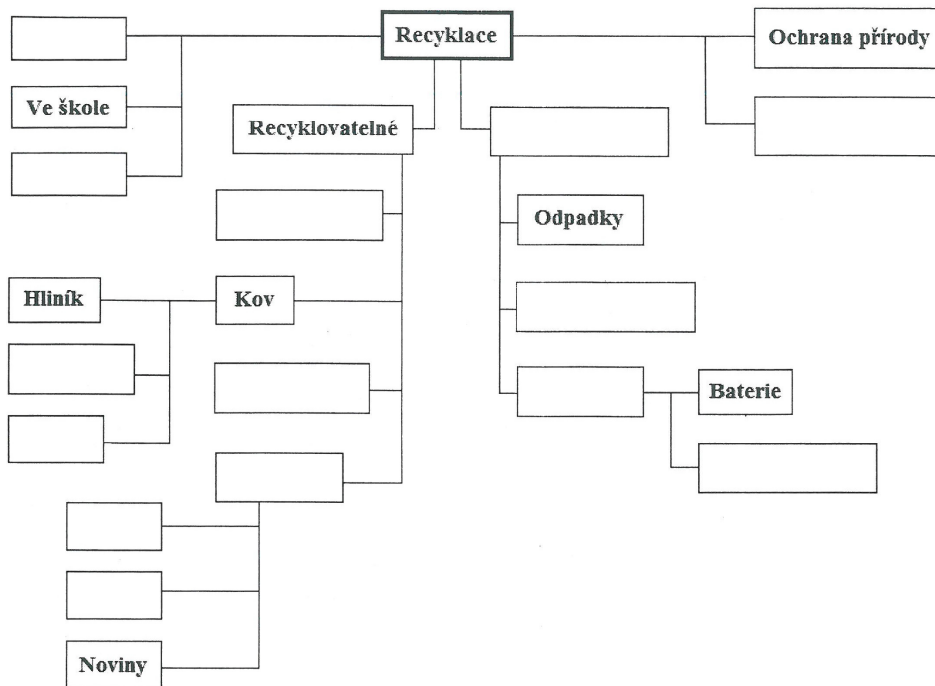 Recyklace
Ochrana přírody
Ve škole
Recyklovatelné
Odpadky
Hliník
Kov
Baterie
Noviny